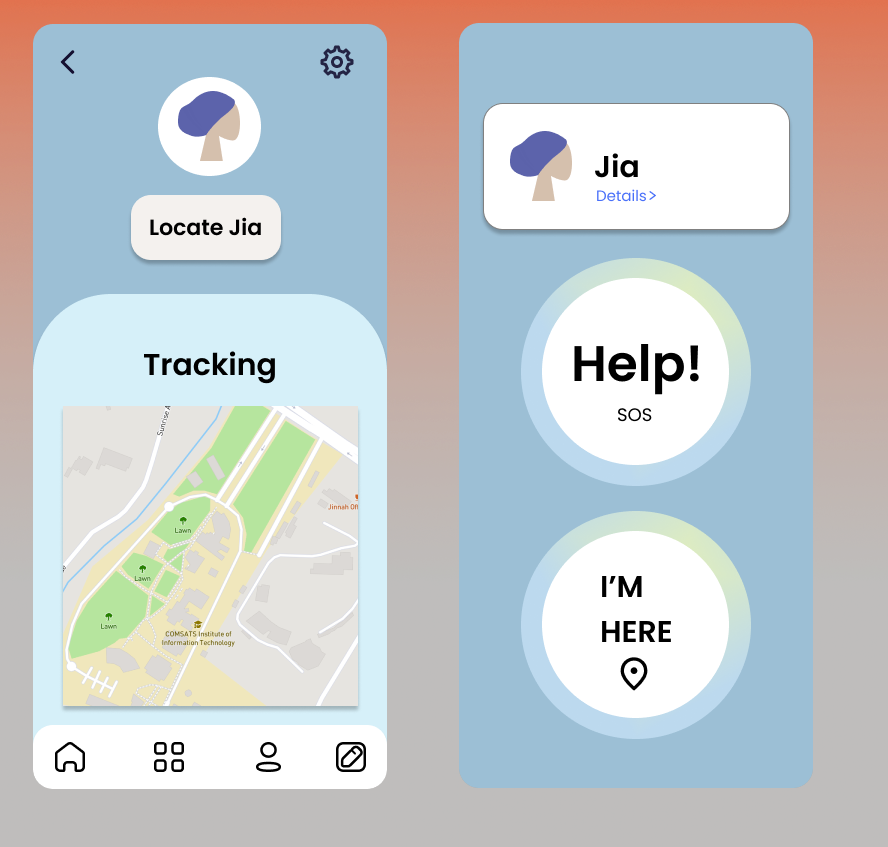 Locate Jia
Tracking
Sunrise A
Jinnah Of
Lawn
Lawn
Lawn
COMSATS Institute of
Information Technology
Jia
Details>
Help!
SOS
I'M
HERE